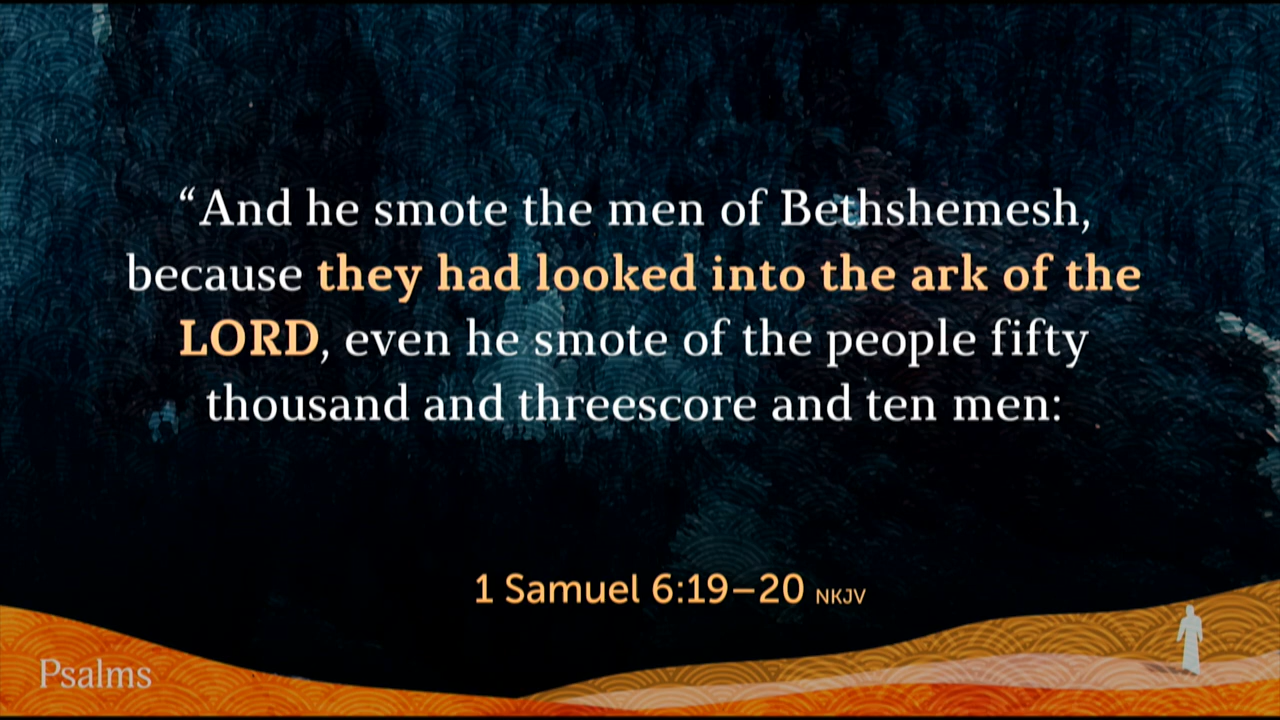 “And he smote the men of Bethshemesh,
because they had looked into the ark of the
LORD, even he smote of the people fifty
thousand and threescore and ten men:
1 Samuel 6:19–20 NKJV
Psalms